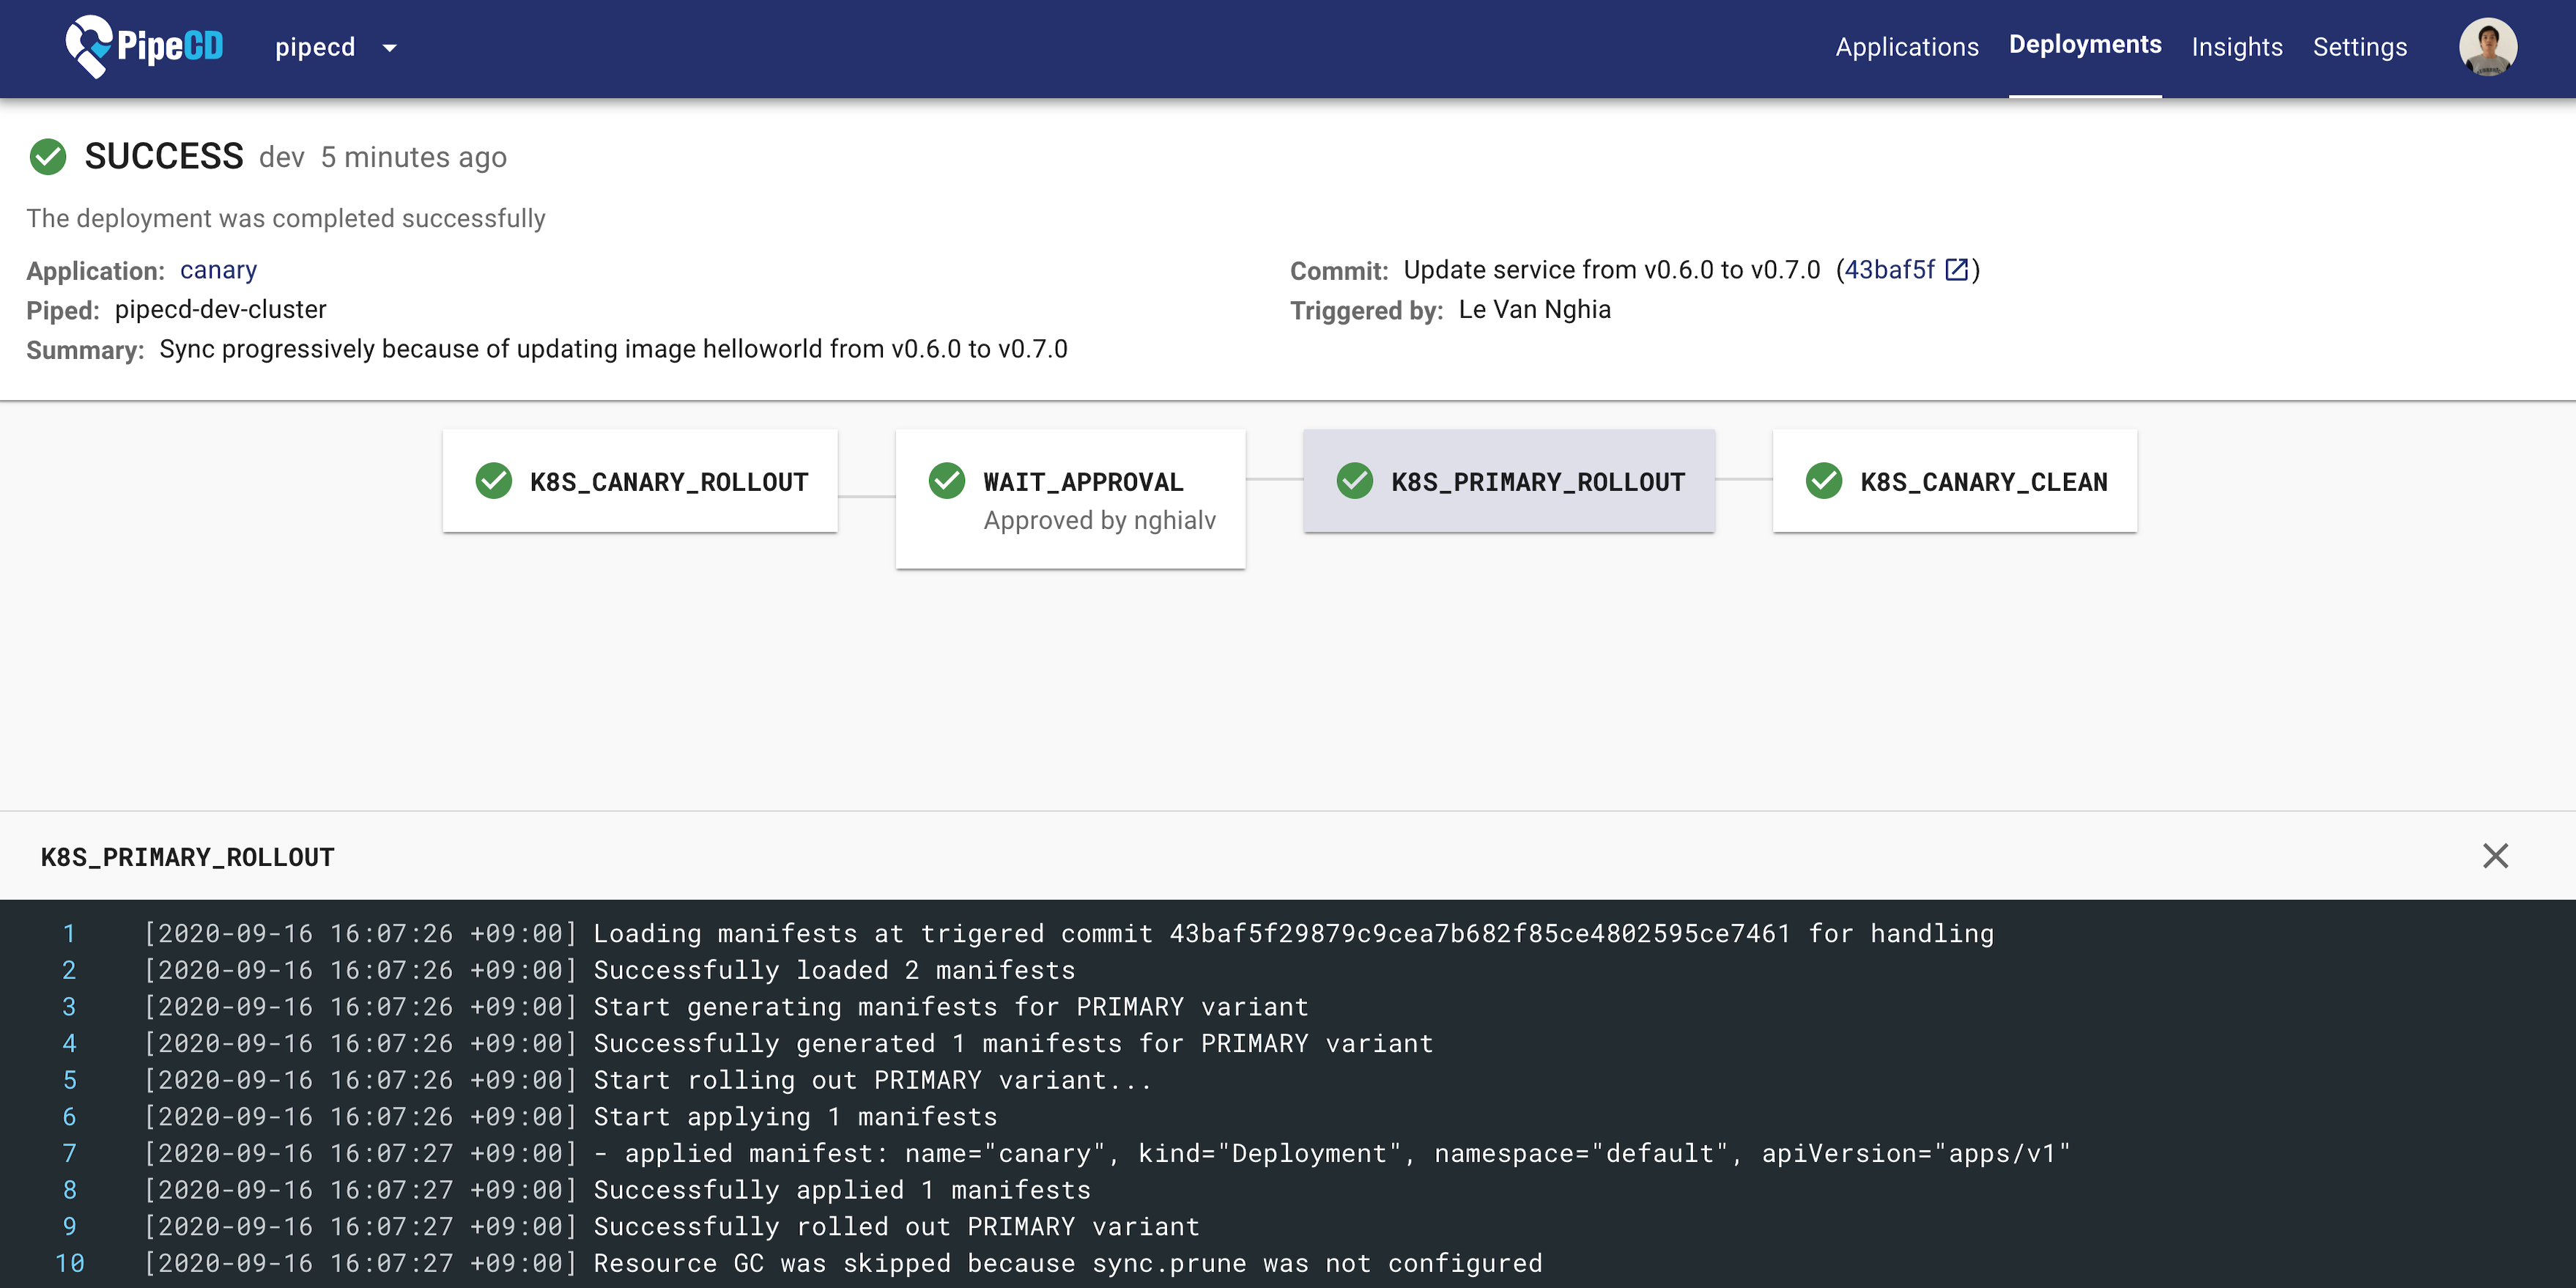 PipeCD pipecd Applications Deployments Insights Settings
SUCCESS dev 5 minutes ago
The deployment was completed successfully
Application: canary
Piped: pipecd-dev-cluster
Summary: Sync progressively because of updating image helloworld from v0.6.0 to v0.7.0
Commit: Update service from v0.6.0 to v0.7.0 (43baf5f)
Triggered by: Le Van Nghia
K8S_CANARY_ROLLOUT
WAIT_APPROVAL
Approved by nghialv
K8S_PRIMARY_ROLLOUT
K8S_CANARY_CLEAN
K8S_PRIMARY_ROLLOUT
1 [2020-09-16 16:07:26 +09:00] Loading manifests at trigered commit 43baf5f29879c9cea7b682f85ce4802595ce7461 for handling
2 [2020-09-16 16:07:26 +09:00] Successfully loaded 2 manifests
3 [2020-09-16 16:07:26 +09:00] Start generating manifests for PRIMARY variant
4 [2020-09-16 16:07:26 +09:00] Successfully generated 1 manifests for PRIMARY variant
5 [2020-09-16 16:07:26 +09:00] Start rolling out PRIMARY variant...
6 [2020-09-16 16:07:26 +09:00] Start applying 1 manifests
7 [2020-09-16 16:07:27 +09:00] - applied manifest: name="canary", kind="Deployment", namespace="default", apiVersion="apps/v1"
8 [2020-09-16 16:07:27 +09:00] Successfully applied 1 manifests
9 [2020-09-16 16:07:27 +09:00] Successfully rolled out PRIMARY variant
10 [2020-09-16 16:07:27 +09:00] Resource GC was skipped because sync.prune was not configured